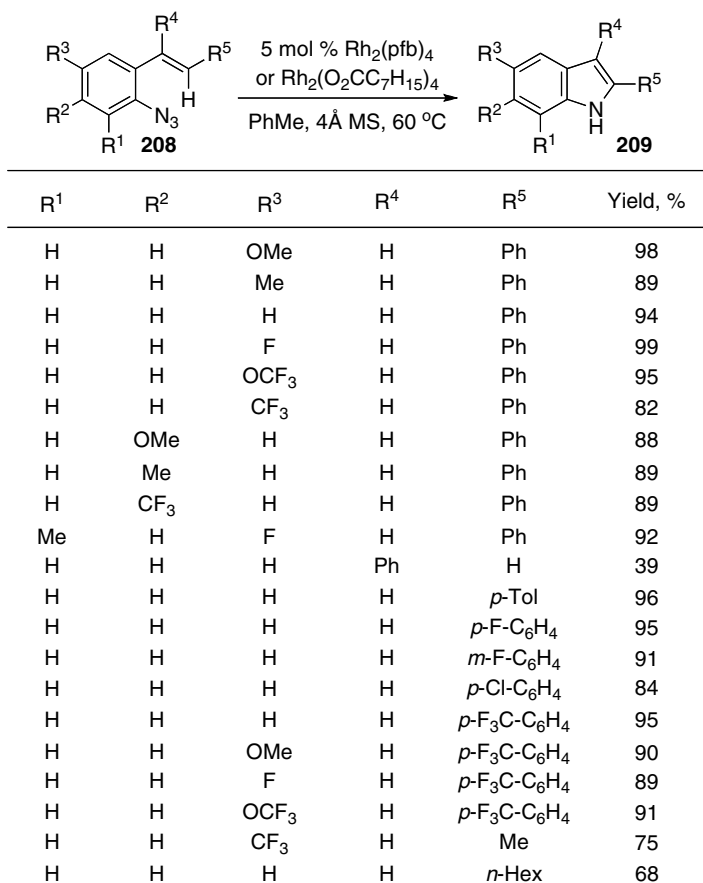 R⁴
R³ R⁵ 5 mol % Rh₂(pfb)₄ R³ R⁴
or Rh₂(O₂CC₇H₁₅)₄ R⁵
H
R² N₃ PhMe, 4Å MS, 60 ºC R² N
H
R¹ 208 R¹ 209
R¹ R² R³ R⁴ R⁵ Yield, %
H H OMe H Ph 98
H H Me H Ph 89
H H H H Ph 94
H H F H Ph 99
H H OCF₃ H Ph 95
H H CF₃ H Ph 82
H OMe H H Ph 88
H Me H H Ph 89
H CF₃ H H Ph 89
Me H F H Ph 92
H H H Ph H 39
H H H H p-Tol 96
H H H H p-F-C₆H₄ 95
H H H H m-F-C₆H₄ 91
H H H H p-Cl-C₆H₄ 84
H H H H p-F₃C-C₆H₄ 95
H H OMe H p-F₃C-C₆H₄ 90
H H F H p-F₃C-C₆H₄ 89
H H OCF₃ H p-F₃C-C₆H₄ 91
H H CF₃ H Me 75
H H H H n-Hex 68